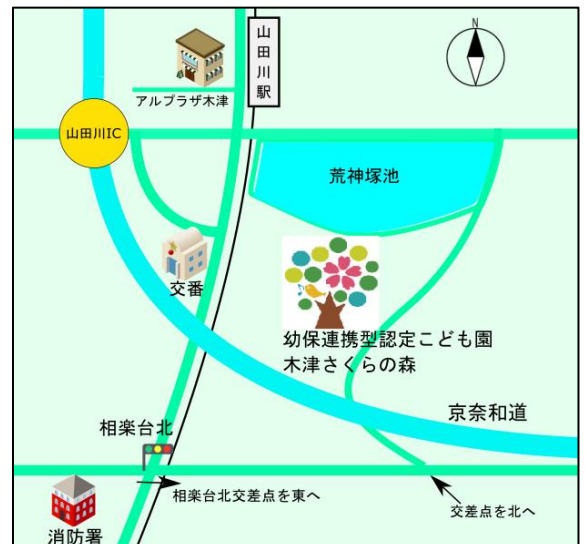 N
山田川駅
アルプラザ木津
山田川IC
荒神塚池
交番
幼保連携型認定こども園
木津さくらの森
京奈和道
相楽台北
相楽台北交差点を東へ
交差点を北へ
消防署